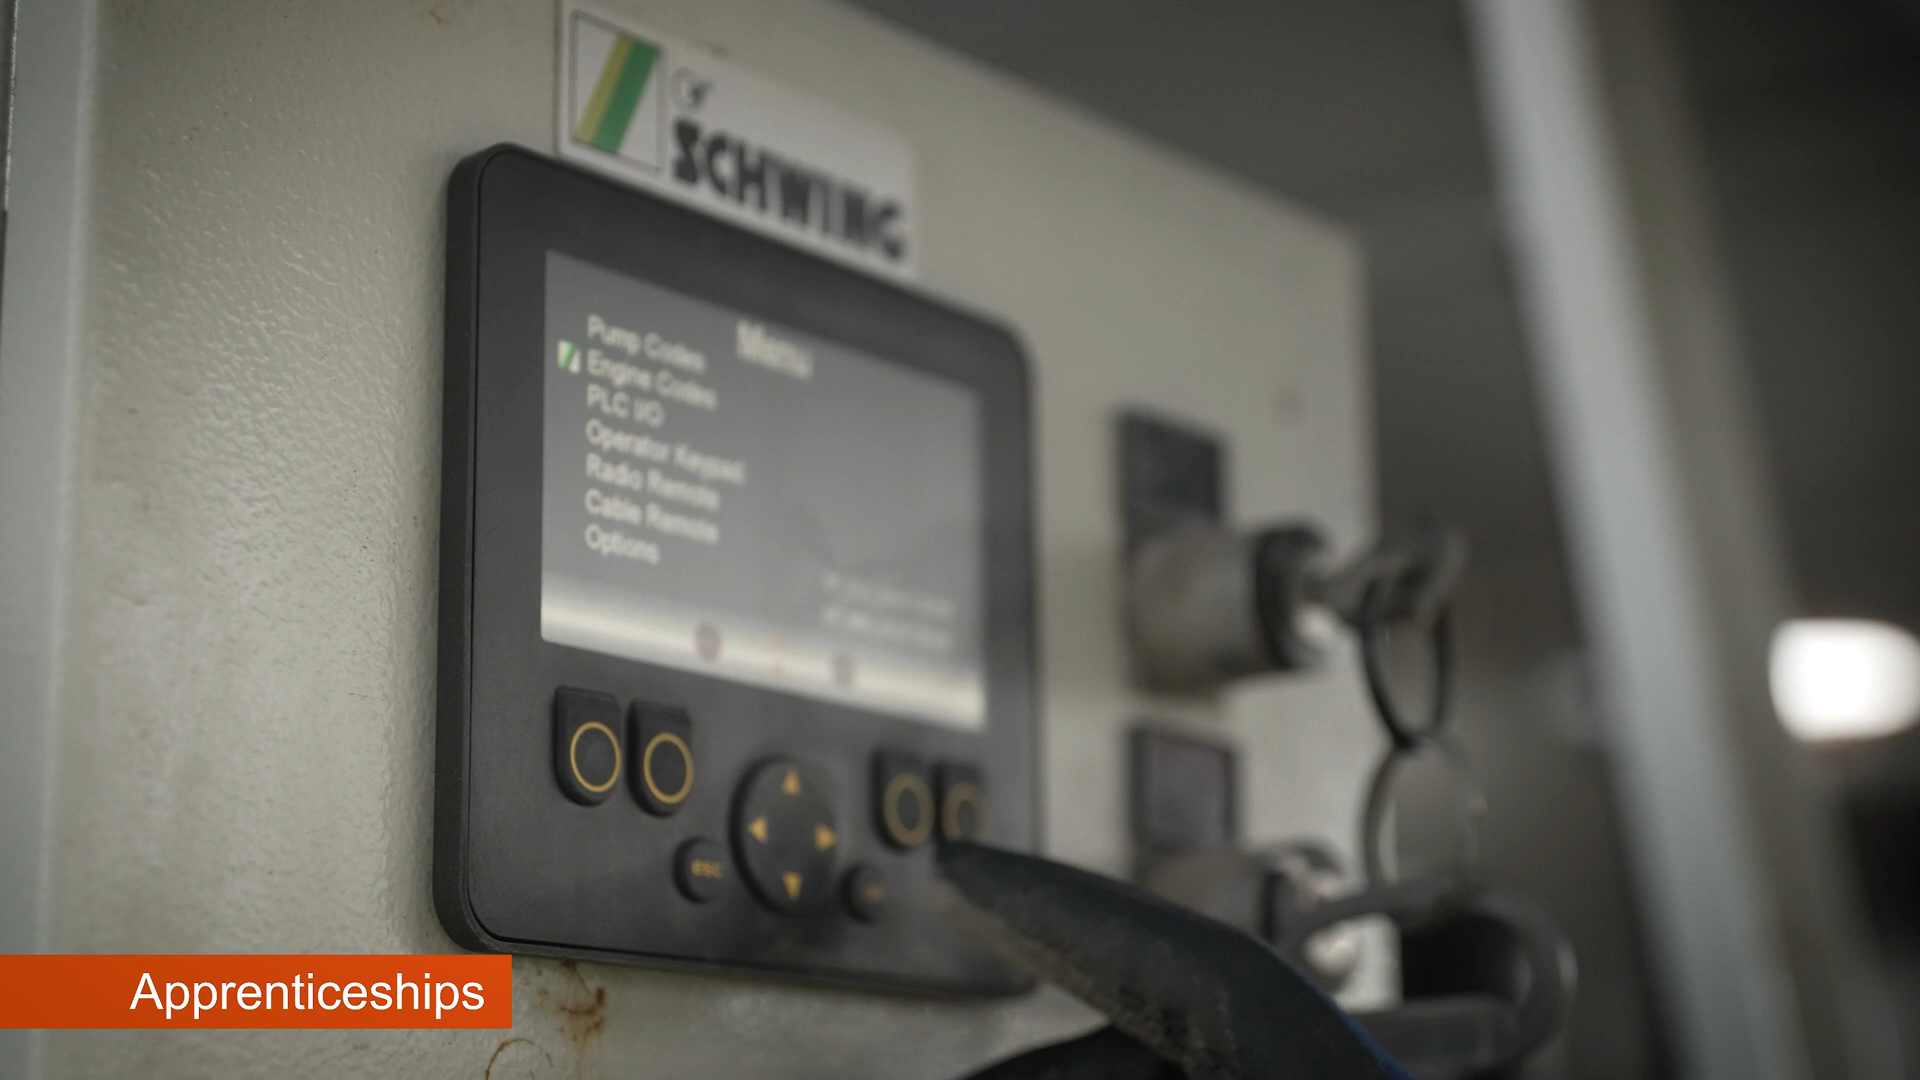 SCHWING
Menu
Pump Codes
Engine Codes
PLC I/O
Operator Keypad
Radio Remote
Cable Remote
Options
esc
Apprenticeships